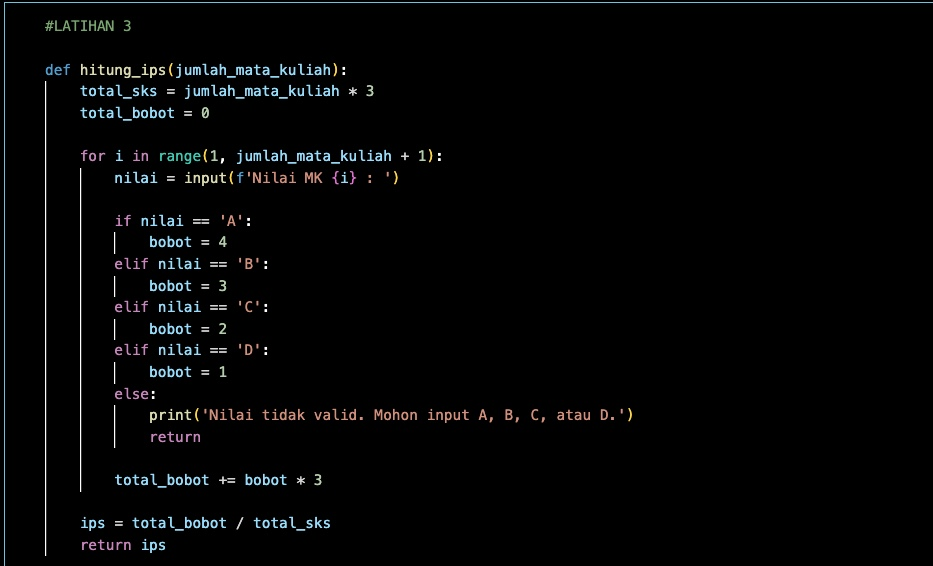 #LATIHAN 3
def hitung_ips(jumlah_mata_kuliah):
    total_sks = jumlah_mata_kuliah * 3
    total_bobot = 0
    for i in range(1, jumlah_mata_kuliah + 1):
        nilai = input(f'Nilai MK {i} : ')
        if nilai == 'A':
            bobot = 4
        elif nilai == 'B':
            bobot = 3
        elif nilai == 'C':
            bobot = 2
        elif nilai == 'D':
            bobot = 1
        else:
            print('Nilai tidak valid. Mohon input A, B, C, atau D.')
            return
        total_bobot += bobot * 3
    ips = total_bobot / total_sks
    return ips